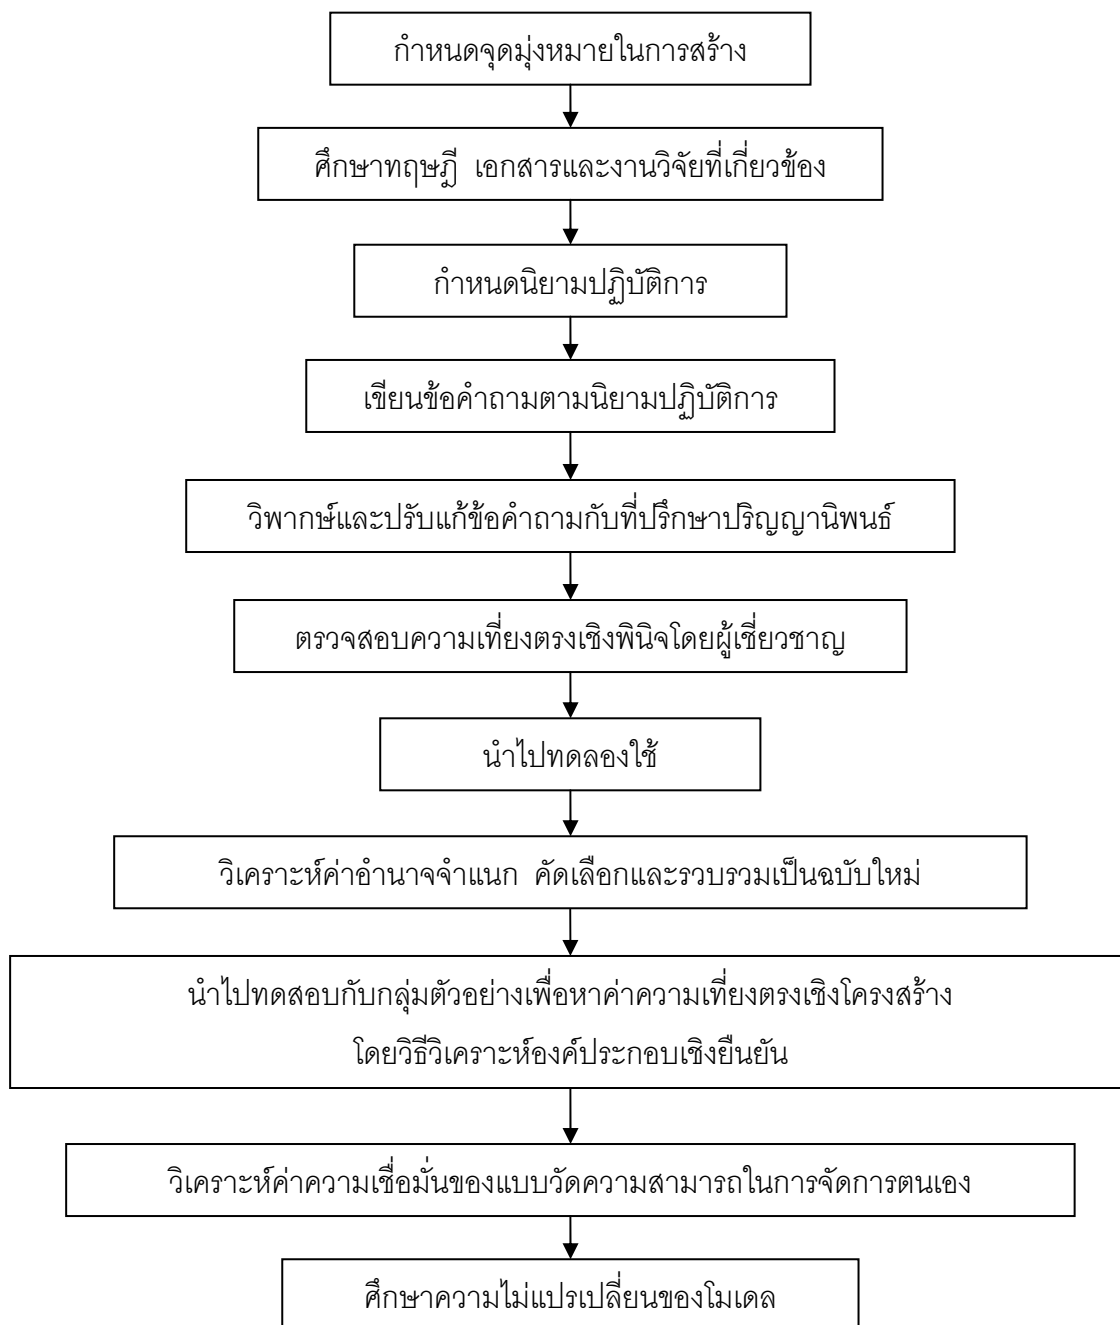 กำหนดจุดมุ่งหมายในการสร้าง
ศึกษาทฤษฎี เอกสารและงานวิจัยที่เกี่ยวข้อง
กำหนดนิยามปฏิบัติการ
เขียนข้อคำถามตามนิยามปฏิบัติการ
วิพากษ์และปรับแก้ข้อคำถามกับที่ปรึกษาปริญญานิพนธ์
ตรวจสอบความเที่ยงตรงเชิงพินิจโดยผู้เชี่ยวชาญ
นำไปทดลองใช้
วิเคราะห์ค่าอำนาจจำแนก คัดเลือกและรวบรวมเป็นฉบับใหม่
นำไปทดสอบกับกลุ่มตัวอย่างเพื่อหาค่าความเที่ยงตรงเชิงโครงสร้าง
โดยวิธีวิเคราะห์องค์ประกอบเชิงยืนยัน
วิเคราะห์ค่าความเชื่อมั่นของแบบวัดความสามารถในการจัดการตนเอง
ศึกษาความไม่แปรเปลี่ยนของโมเดล